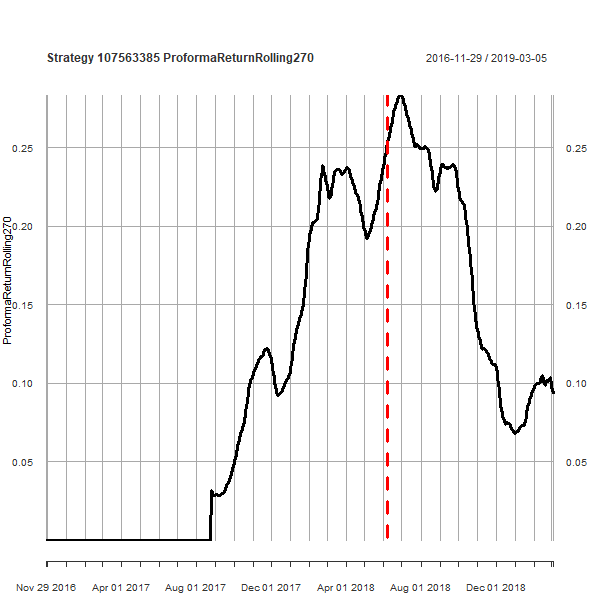 Strategy 107563385 ProformaReturnRolling270
2016-11-29 / 2019-03-05
ProformaReturnRolling270
0.25 0.25
0.20 0.20
0.15 0.15
0.10 0.10
0.05 0.05
Nov 29 2016 Apr 01 2017 Aug 01 2017 Dec 01 2017 Apr 01 2018 Aug 01 2018 Dec 01 2018